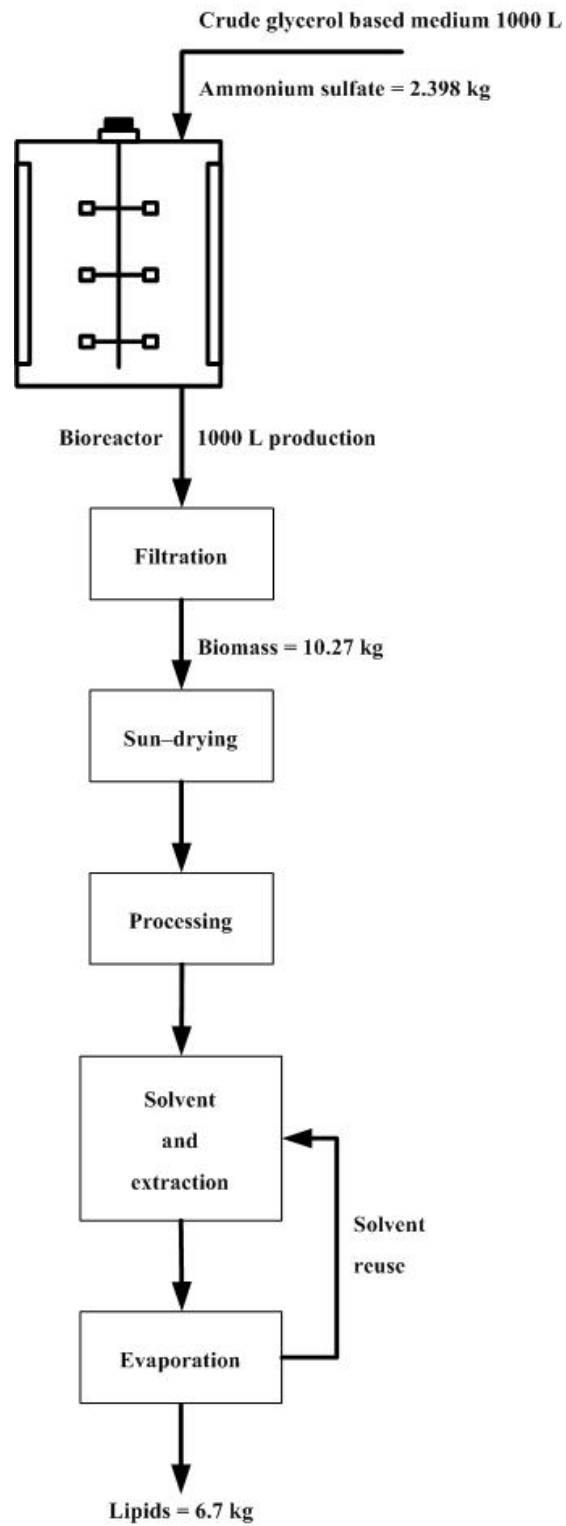 Crude glycerol based medium 1000 L
Ammonium sulfate = 2.398 kg
Bioreactor
1000 L production
Filtration
Biomass = 10.27 kg
Sun–drying
Processing
Solvent
and
extraction
Solvent
reuse
Evaporation
Lipids = 6.7 kg